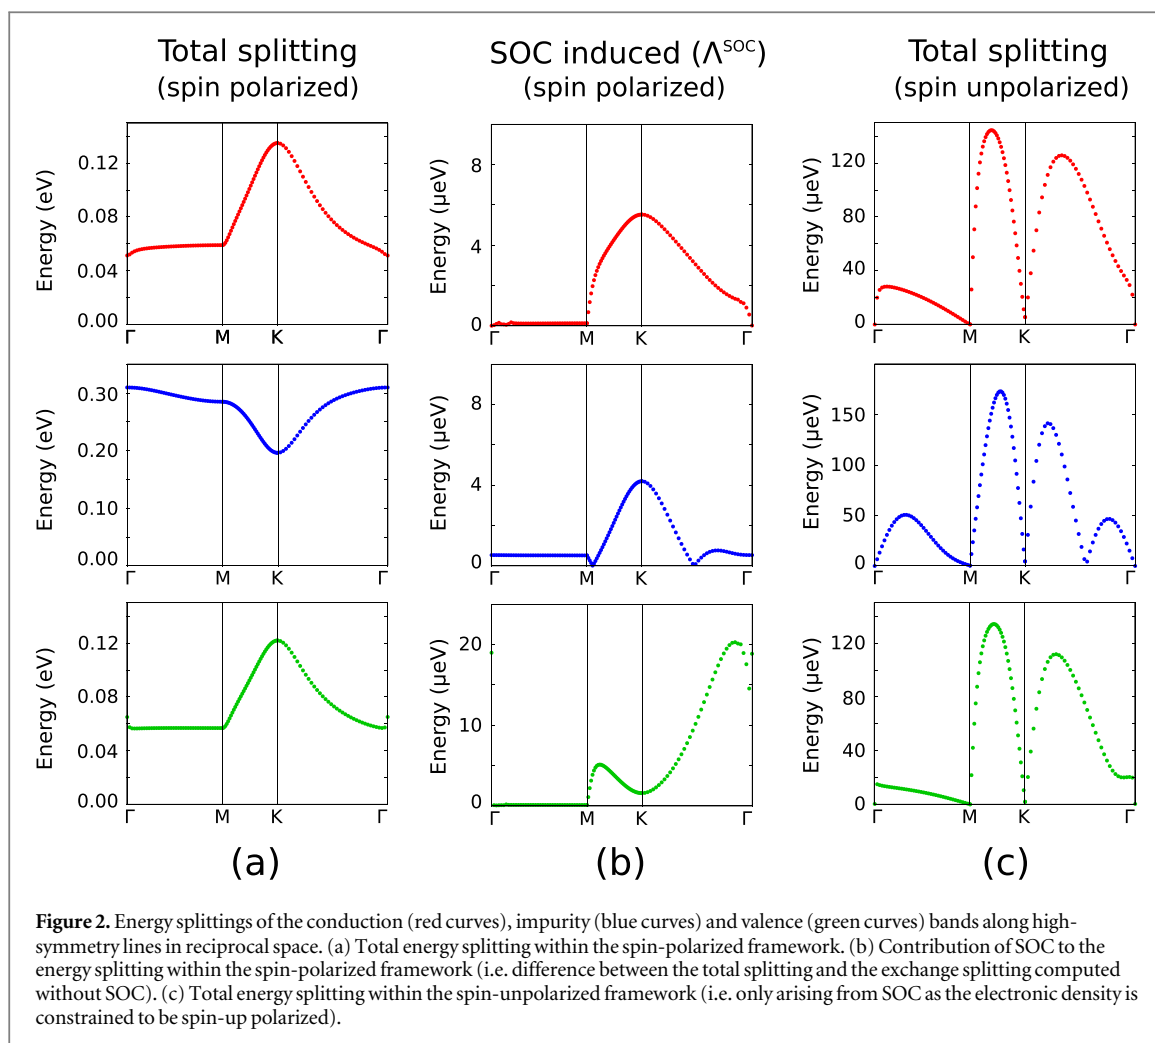 Total splitting
(spin polarized)
SOC induced (Λ^SOC)
(spin polarized)
Total splitting
(spin unpolarized)
Energy (eV)
0.12
0.08
0.04
0.00
Γ M K Γ
Energy (µeV)
8
4
0
Γ M K Γ
Energy (µeV)
120
80
40
0
Γ M K Γ
Energy (eV)
0.30
0.20
0.10
0.00
Γ M K Γ
Energy (µeV)
8
4
0
Γ M K Γ
Energy (µeV)
150
100
50
0
Γ M K Γ
Energy (eV)
0.12
0.08
0.04
0.00
Γ M K Γ
Energy (µeV)
20
10
0
Γ M K Γ
Energy (µeV)
120
80
40
0
Γ M K Γ
(a) (b) (c)
Figure 2. Energy splittings of the conduction (red curves), impurity (blue curves) and valence (green curves) bands along high-
symmetry lines in reciprocal space. (a) Total energy splitting within the spin-polarized framework. (b) Contribution of SOC to the
energy splitting within the spin-polarized framework (i.e. difference between the total splitting and the exchange splitting computed
without SOC). (c) Total energy splitting within the spin-unpolarized framework (i.e. only arising from SOC as the electronic density is
constrained to be spin-up polarized).